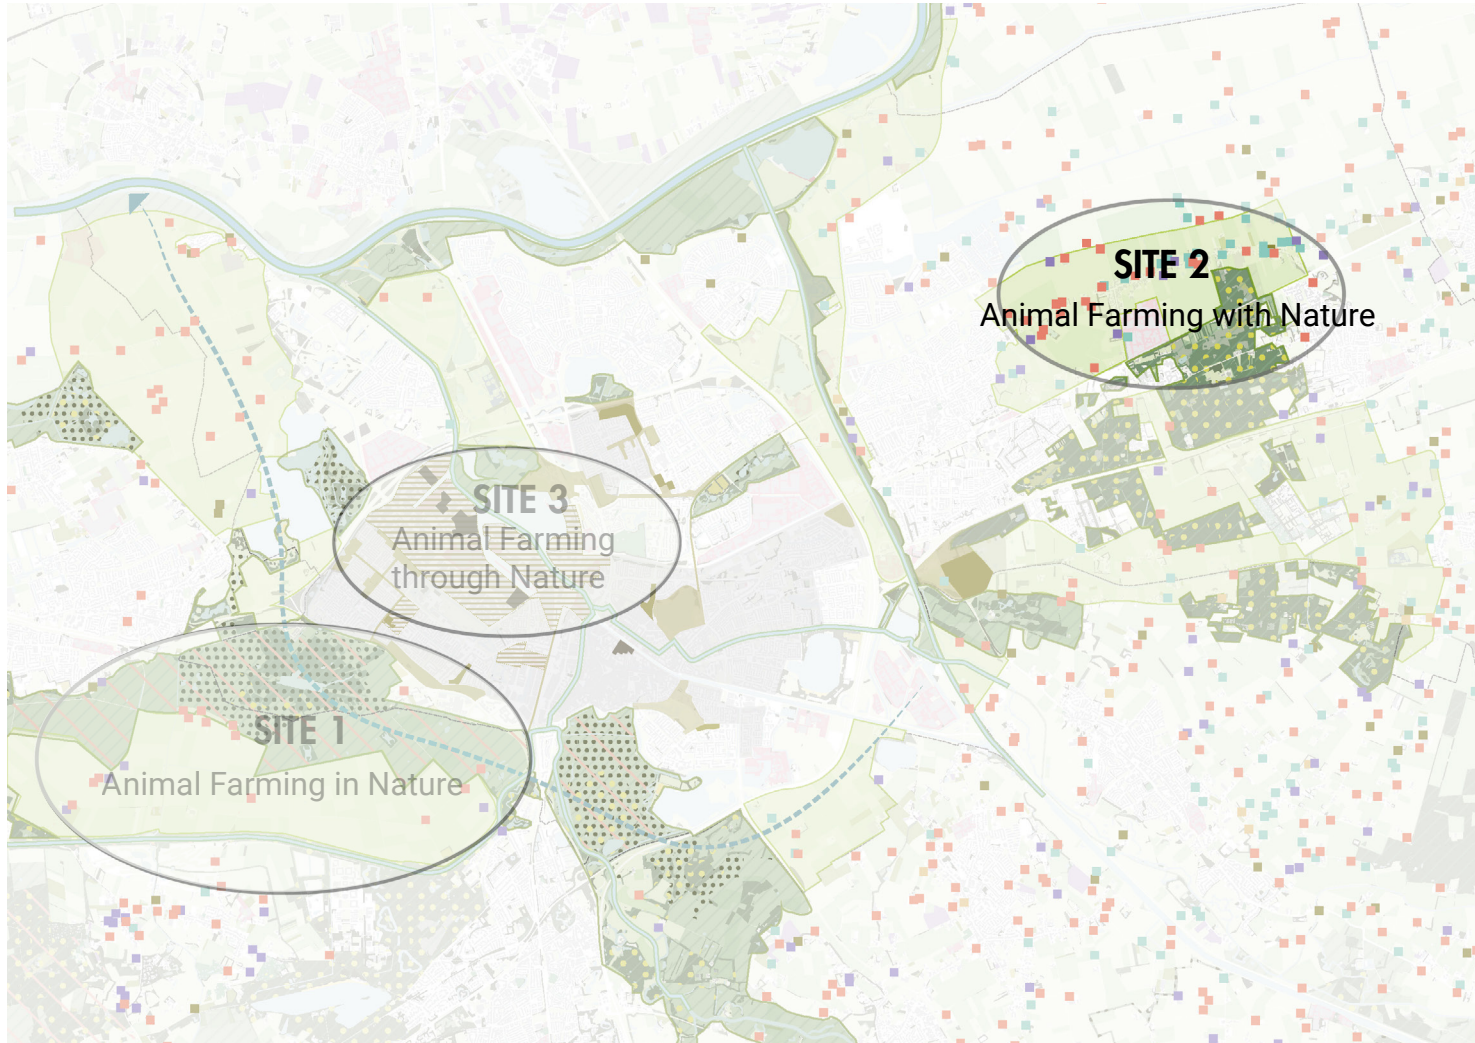 SITE 2
Animal Farming with Nature
SITE 3
Animal Farming
through Nature
SITE 1
Animal Farming in Nature